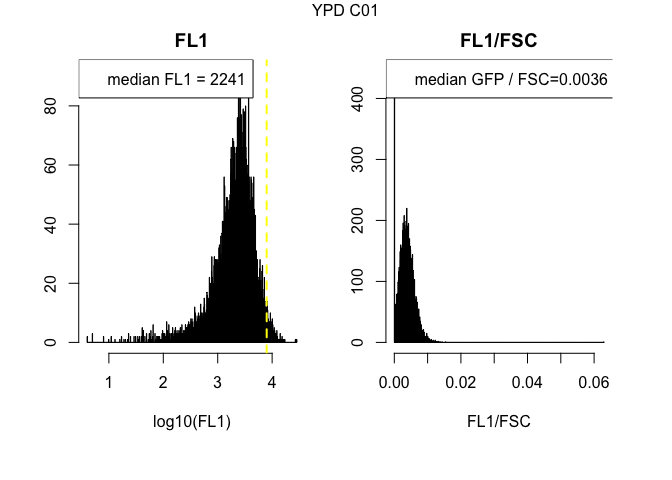 YPD C01
FL1
FL1/FSC
median FL1 = 2241
median GFP / FSC=0.0036
80
60
40
20
0
400
300
200
100
0
1 2 3 4
0.00 0.02 0.04 0.06
log10(FL1)
FL1/FSC